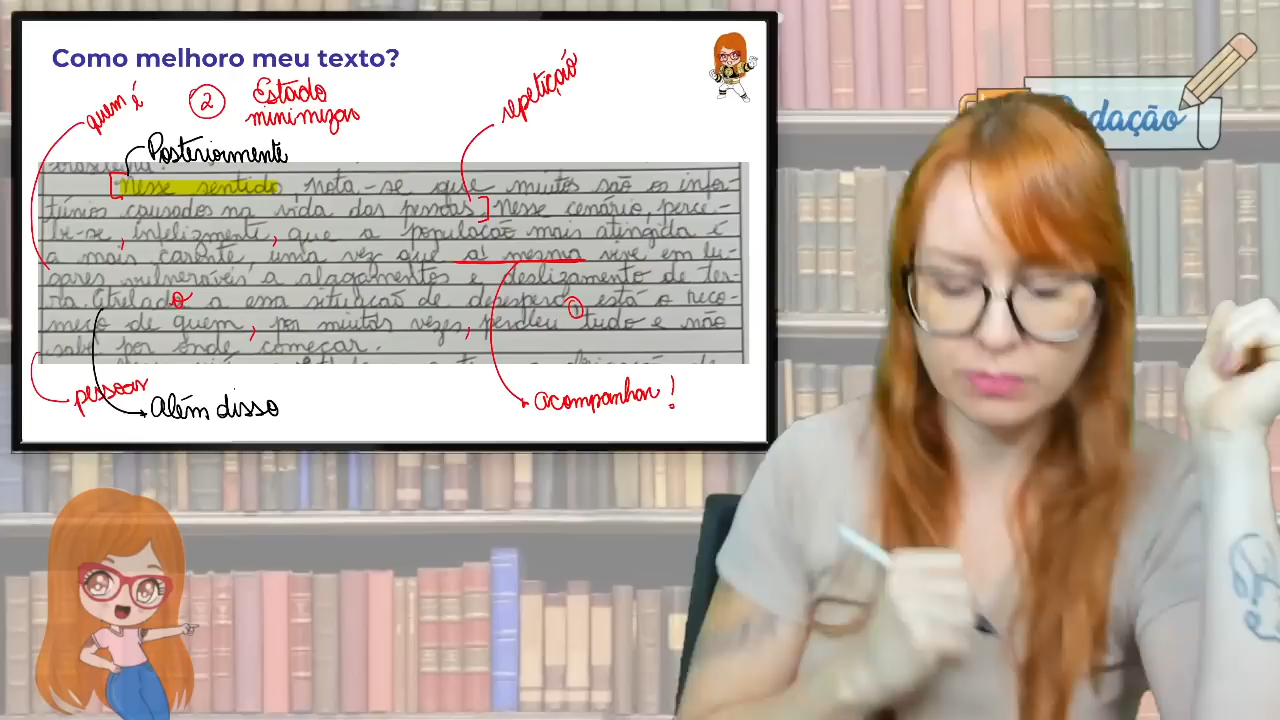 Como melhoro meu texto?
Redação
quem é
2
Estado
minimizar
repetição
Posteriormente
brasileira.
Nesse sentido, nota-se que muitos são os infor-
túnios causados na vida das pessoas. Nesse cenário, perce-
be-se, infelizmente, que a população mais atingida é
a mais carente, uma vez que a mesma vive em lu-
gares vulneráveis a alagamentos e deslizamento de ter-
ra. Atrelado a essa situação de desespero, está o reco-
1
meço de quem, por muitas vezes, perdeu tudo e não
sabe por onde começar.
pessoas
Além disso
acompanhar!